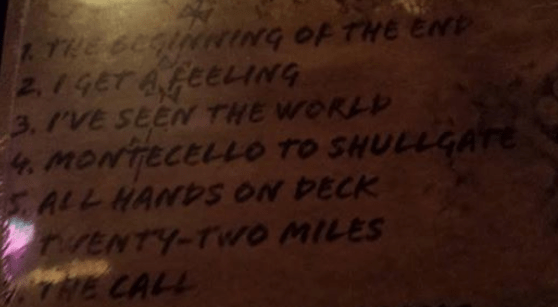 1. THE BEGINNING OF THE END
2. I GET A FEELING
3. I'VE SEEN THE WORLD
4. MONTECELLO TO SHULLGATE
5. ALL HANDS ON DECK
TWENTY-TWO MILES
THE CALL